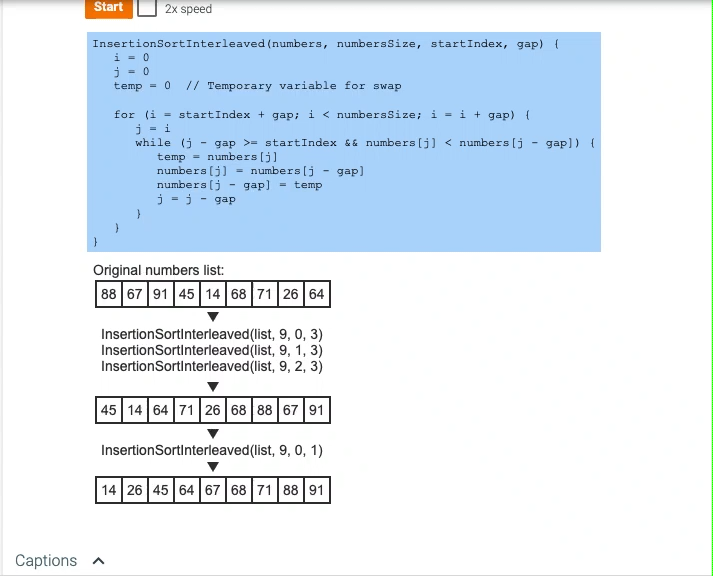 Start 2x speed
InsertionSortInterleaved(numbers, numbersSize, startIndex, gap) {
i = 0
j = 0
temp = 0 // Temporary variable for swap
for (i = startIndex + gap; i < numbersSize; i = i + gap) {
j = i
while (j - gap >= startIndex && numbers[j] < numbers[j - gap]) {
temp = numbers[j]
numbers[j] = numbers[j - gap]
numbers[j - gap] = temp
j = j - gap
}
}
}
Original numbers list:
88 67 91 45 14 68 71 26 64
InsertionSortInterleaved(list, 9, 0, 3)
InsertionSortInterleaved(list, 9, 1, 3)
InsertionSortInterleaved(list, 9, 2, 3)
45 14 64 71 26 68 88 67 91
InsertionSortInterleaved(list, 9, 0, 1)
14 26 45 64 67 68 71 88 91
Captions